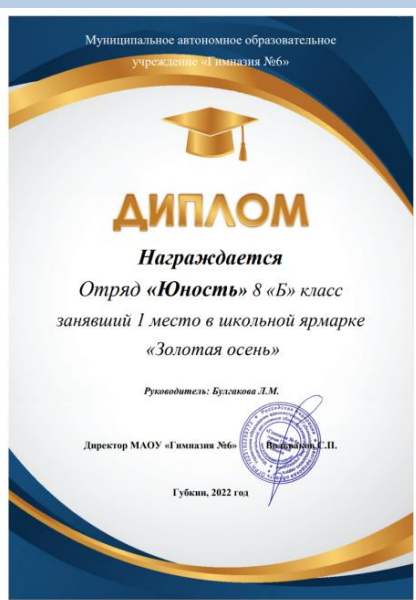 Муниципальное автономное образовательное
учреждение «Гимназия №6»
ДИПЛОМ
Награждается
Отряд «Юность» 8 «Б» класс
занявший 1 место в школьной ярмарке
«Золотая осень»
Руководитель: Булгакова Л.М.
Директор МАОУ «Гимназия №6» С.П.
Губкин, 2022 год